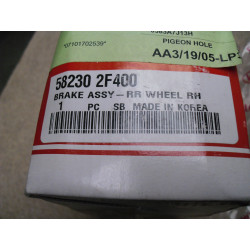 PIGEON HOLE
*07101702539*
AA3/19/05-LP
58230 2F400
BRAKE ASSY-RR WHEEL RH
1 PC SB MADE IN KOREA